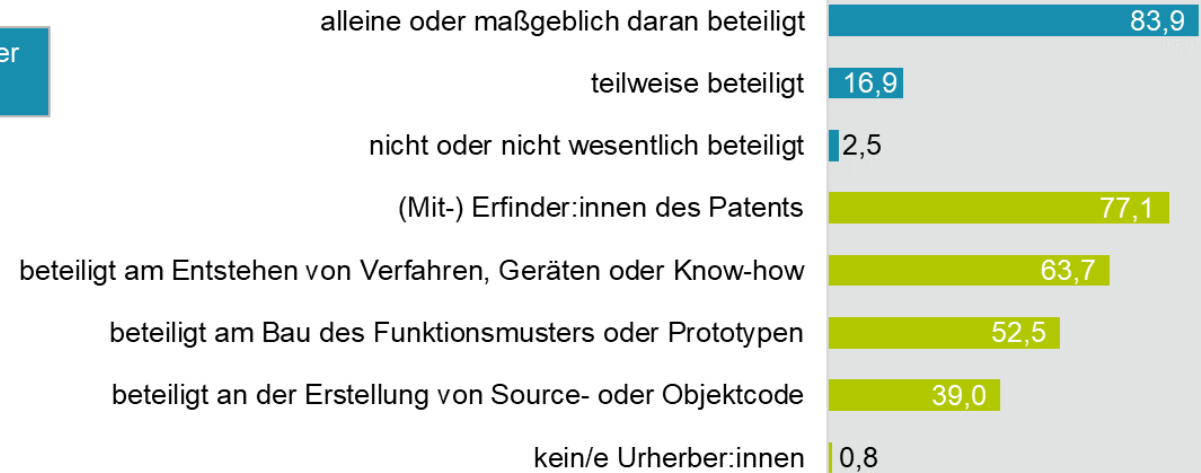 er
alleine oder maßgeblich daran beteiligt 83,9
teilweise beteiligt 16,9
nicht oder nicht wesentlich beteiligt 2,5
(Mit-) Erfinder:innen des Patents 77,1
beteiligt am Entstehen von Verfahren, Geräten oder Know-how 63,7
beteiligt am Bau des Funktionsmusters oder Prototypen 52,5
beteiligt an der Erstellung von Source- oder Objektcode 39,0
kein/e Urherber:innen 0,8